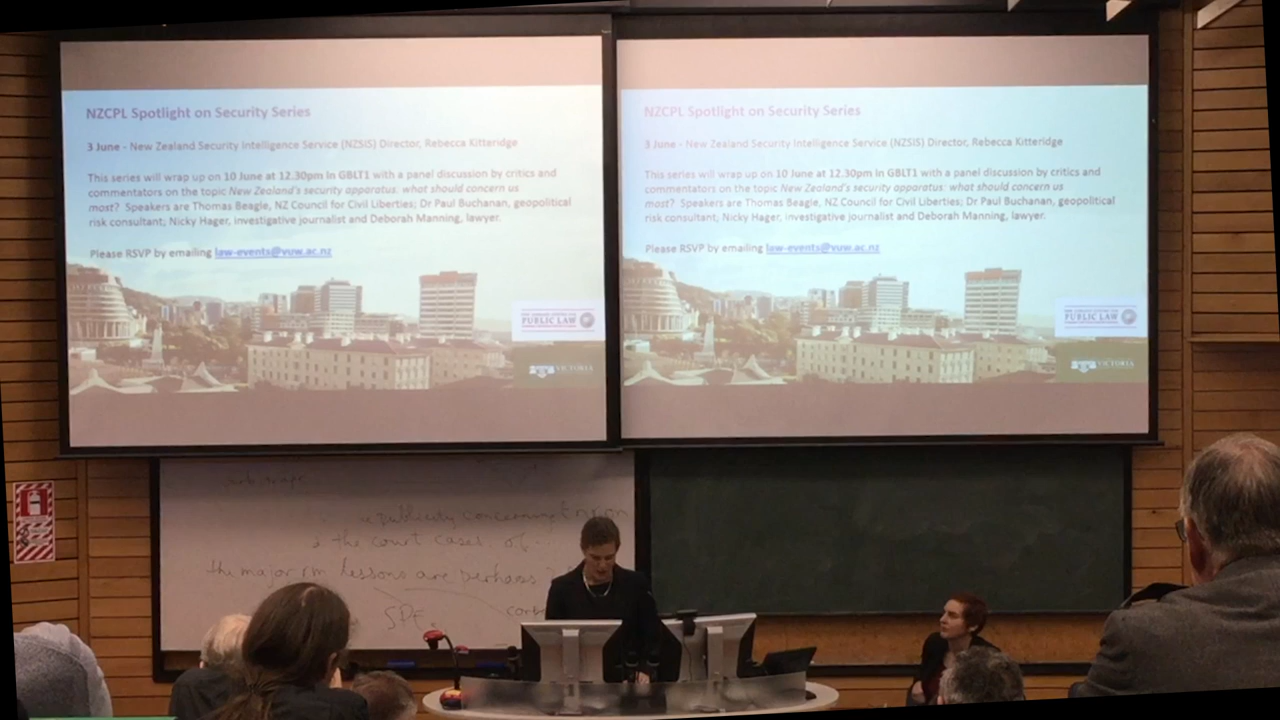 NZCPL Spotlight on Security Series
3 June - New Zealand Security Intelligence Service (NZSIS) Director, Rebecca Kitteridge
This series will wrap up on 10 June at 12.30pm in GBLT1 with a panel discussion by critics and
commentators on the topic New Zealand's security apparatus: what should concern us
most? Speakers are Thomas Beagle, NZ Council for Civil Liberties; Dr Paul Buchanan, geopolitical
risk consultant; Nicky Hager, investigative journalist and Deborah Manning, lawyer.
Please RSVP by emailing law-events@vuw.ac.nz
PUBLIC LAW
VICTORIA
NZCPL Spotlight on Security Series
3 June - New Zealand Security Intelligence Service (NZSIS) Director, Rebecca Kitteridge
This series will wrap up on 10 June at 12.30pm in GBLT1 with a panel discussion by critics and
commentators on the topic New Zealand's security apparatus: what should concern us
most? Speakers are Thomas Beagle, NZ Council for Civil Liberties; Dr Paul Buchanan, geopolitical
risk consultant; Nicky Hager, investigative journalist and Deborah Manning, lawyer.
Please RSVP by emailing law-events@vuw.ac.nz
PUBLIC LAW
VICTORIA
publicity concerning
the court cases, of
the major rm lessons are perhaps
SPE